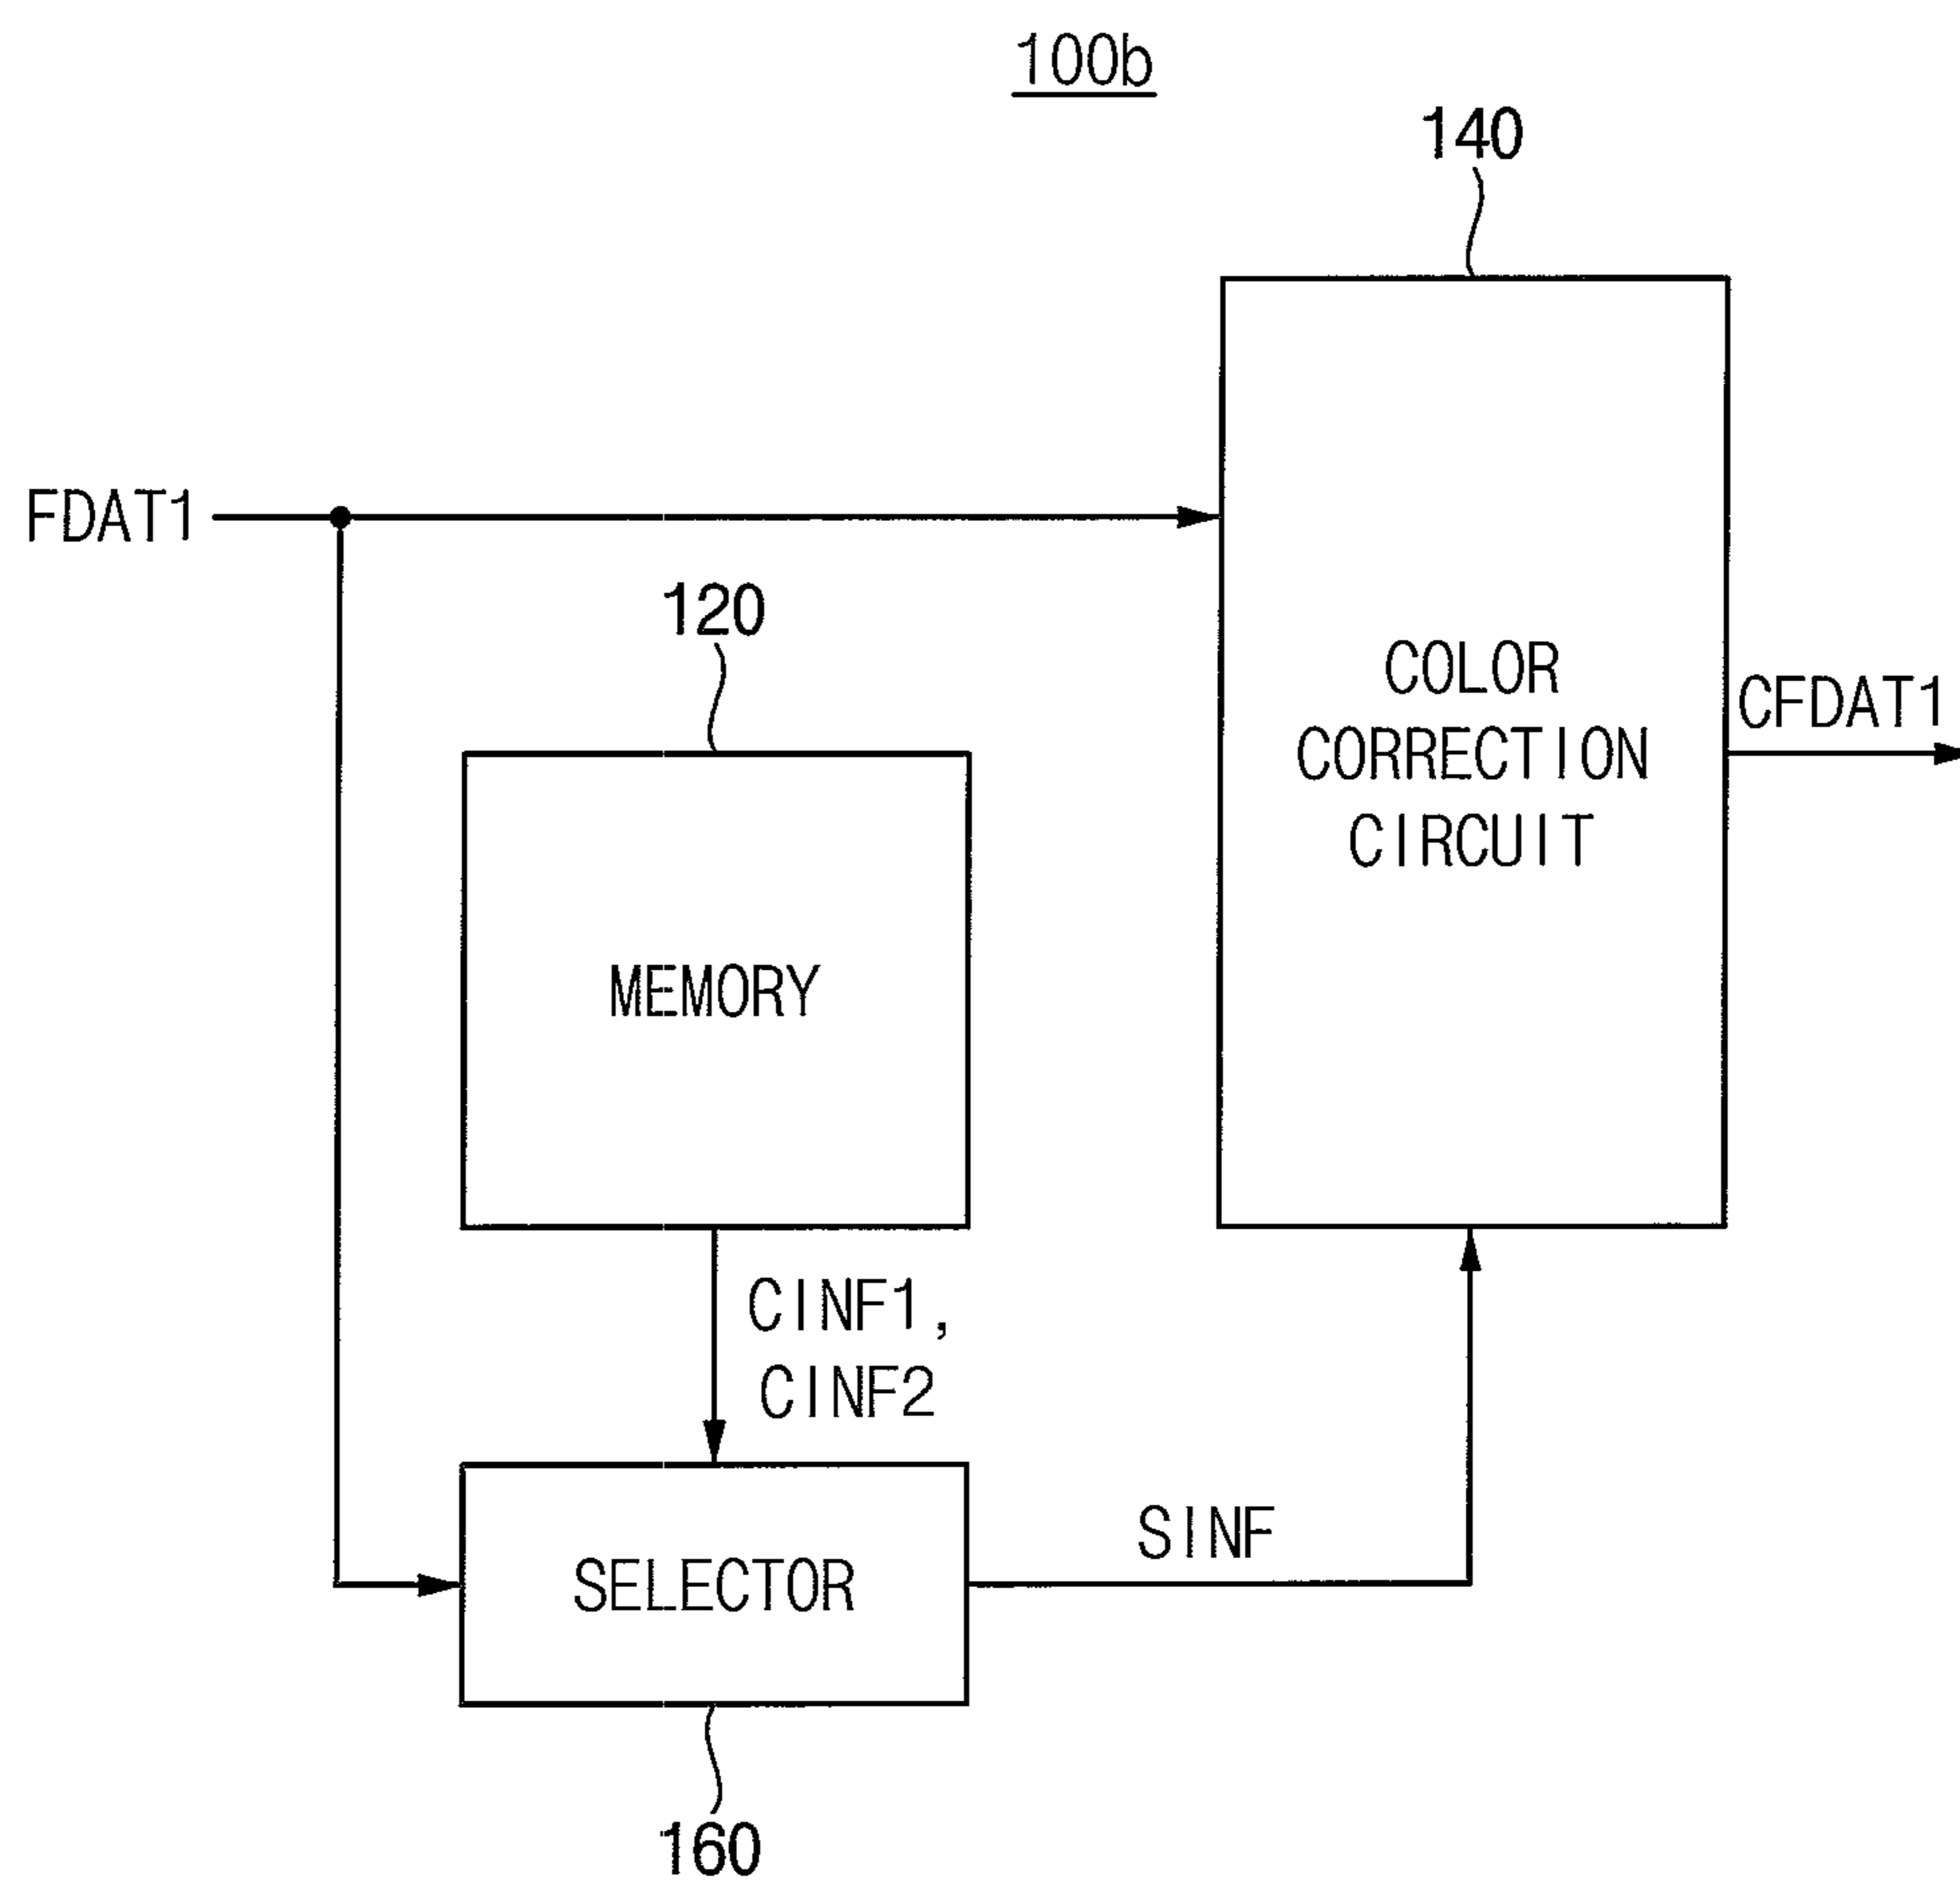 100b
140
FDAT1
120
COLOR
CORRECTION
CIRCUIT
CFDAT1
MEMORY
CINF1,
CINF2
SINF
SELECTOR
160